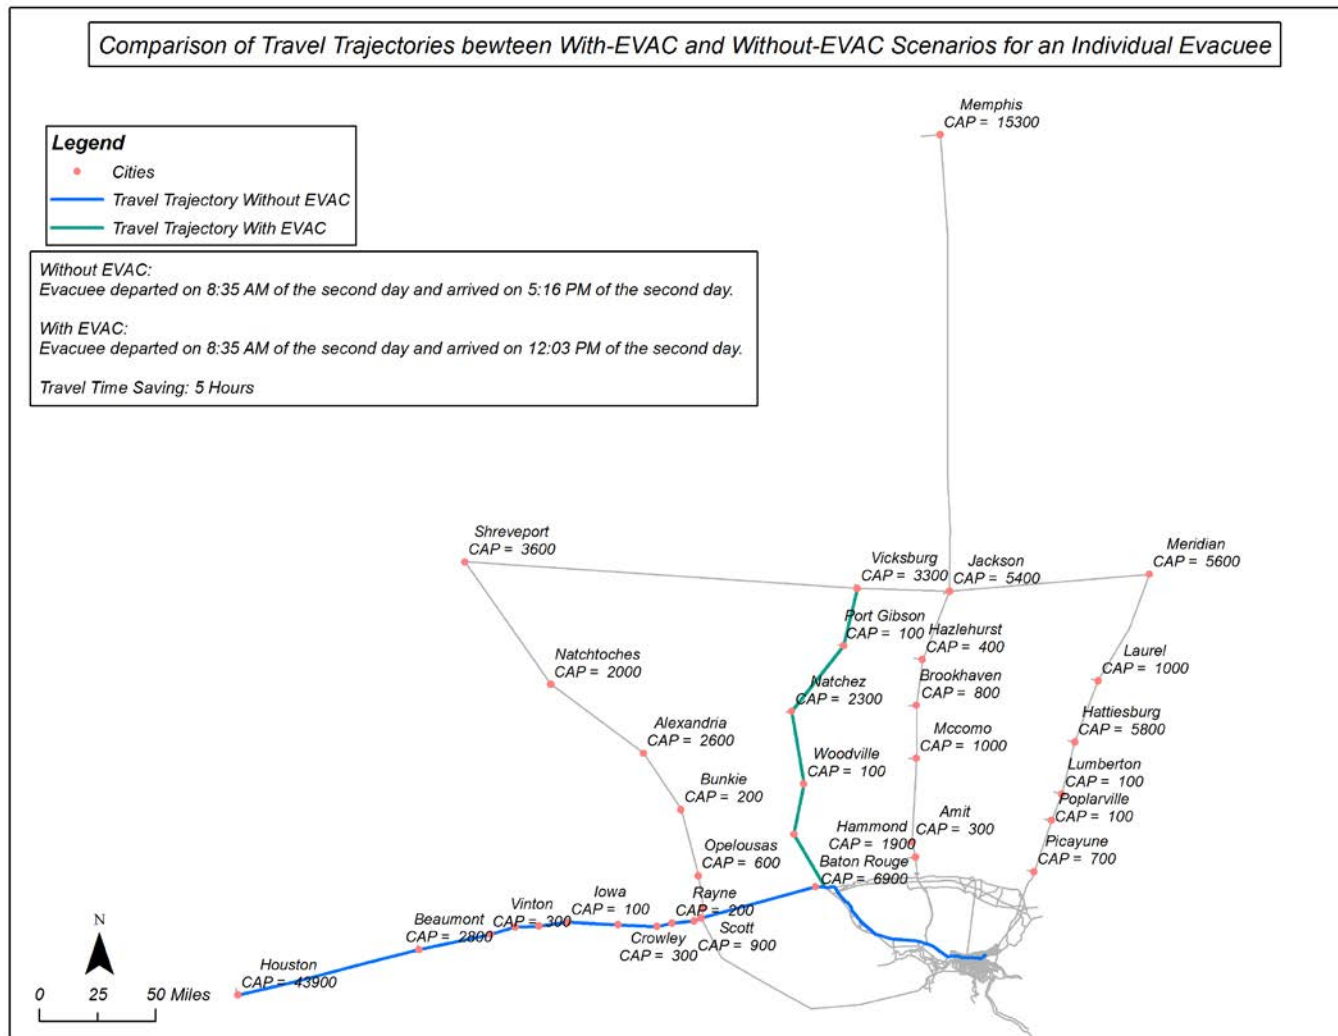 Comparison of Travel Trajectories bewteen With-EVAC and Without-EVAC Scenarios for an Individual Evacuee
Memphis
CAP = 15300
Legend
Cities
Travel Trajectory Without EVAC
Travel Trajectory With EVAC
Without EVAC:
Evacuee departed on 8:35 AM of the second day and arrived on 5:16 PM of the second day.
With EVAC:
Evacuee departed on 8:35 AM of the second day and arrived on 12:03 PM of the second day.
Travel Time Saving: 5 Hours
Shreveport
CAP = 3600
Vicksburg
CAP = 3300
Jackson
CAP = 5400
Meridian
CAP = 5600
Port Gibson
CAP = 100
Hazlehurst
CAP = 400
Natchtoches
CAP = 2000
Natchez
CAP = 2300
Brookhaven
CAP = 800
Laurel
CAP = 1000
Alexandria
CAP = 2600
Mccomo
CAP = 1000
Hattiesburg
CAP = 5800
Woodville
CAP = 100
Bunkie
CAP = 200
Lumberton
CAP = 100
Poplarville
CAP = 100
Hammond
CAP = 1900
Amit
CAP = 300
Picayune
CAP = 700
Opelousas
CAP = 600
Baton Rouge
CAP = 6900
Iowa
CAP = 100
Rayne
CAP = 200
Vinton
CAP = 300
Beaumont
CAP = 2800
Crowley
CAP = 300
Scott
CAP = 900
Houston
CAP = 43900
N
0 25 50 Miles